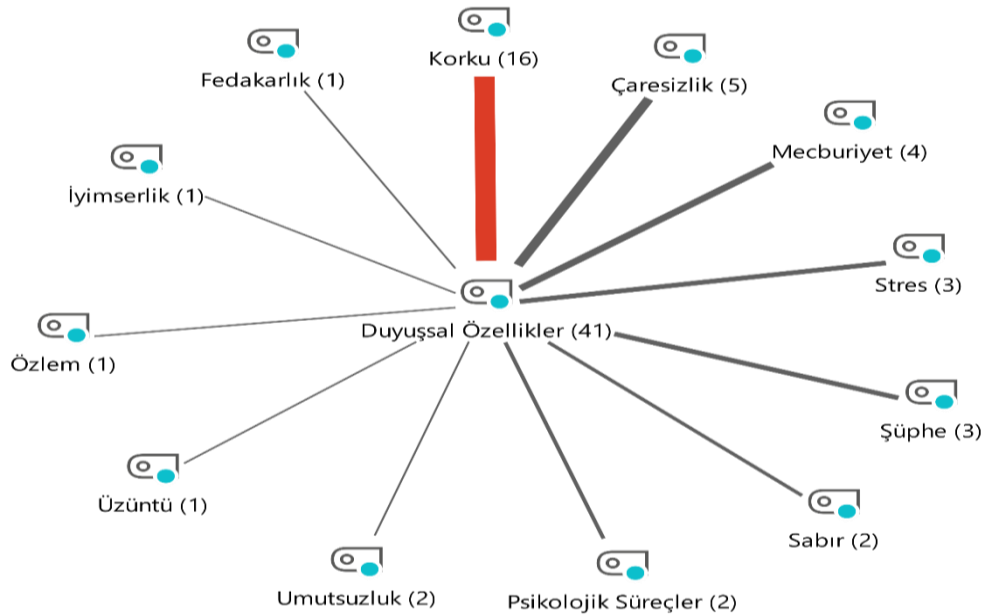 Korku (16)
Fedakarlık (1)
Çaresizlik (5)
Mecburiyet (4)
İyimserlik (1)
Stres (3)
Duyuşsal Özellikler (41)
Özlem (1)
Şüphe (3)
Üzüntü (1)
Sabır (2)
Umutsuzluk (2)
Psikolojik Süreçler (2)